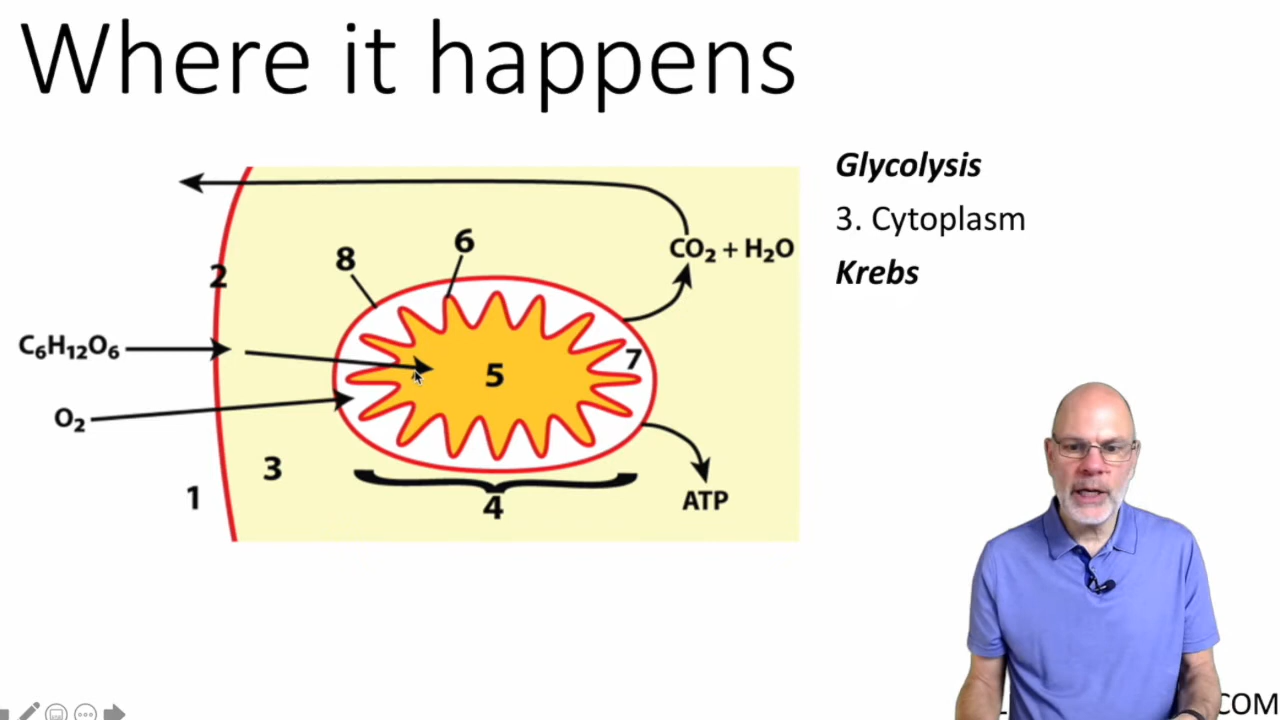 Where it happens
Glycolysis
3. Cytoplasm
Krebs
2
8
6
CO₂ + H₂O
C₆H₁₂O₆
5
7
O₂
3
1
4
ATP
COM